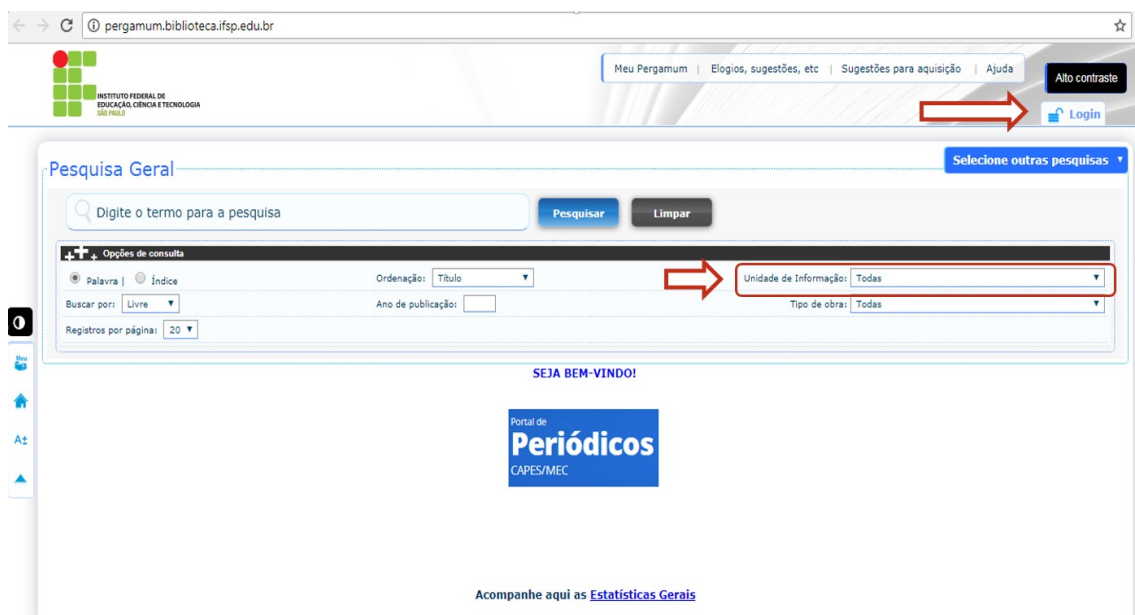 pergamum.biblioteca.ifsp.edu.br
Meu Pergamum | Elogios, sugestões, etc | Sugestões para aquisição | Ajuda
Alto contraste
INSTITUTO FEDERAL DE
EDUCAÇÃO, CIÊNCIA E TECNOLOGIA
SÃO PAULO
Login
Selecione outras pesquisas
Pesquisa Geral
Digite o termo para a pesquisa
Pesquisar
Limpar
Opções de consulta
Palavra | Índice
Ordenação: Título
Unidade de Informação: Todas
Buscar por: Livre
Ano de publicação:
Tipo de obra: Todas
Registros por página: 20
Meu
A±
SEJA BEM-VINDO!
Portal de
Periódicos
CAPES/MEC
Acompanhe aqui as Estatísticas Gerais